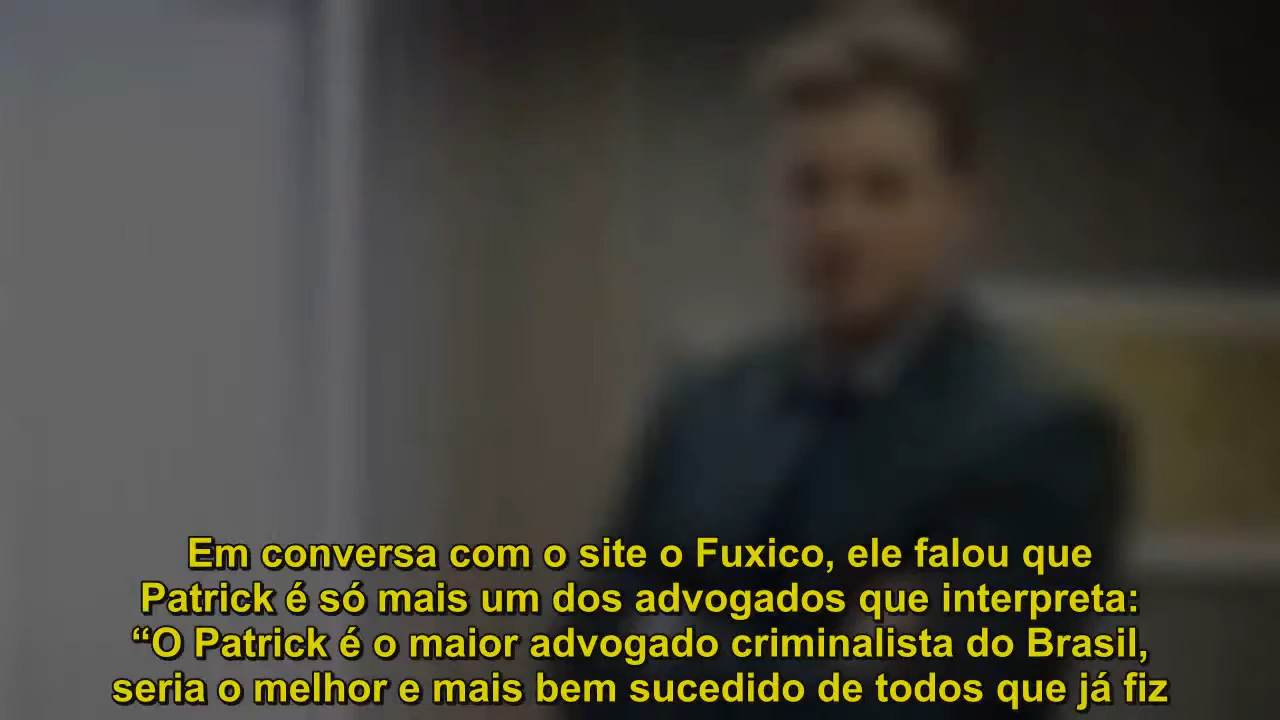 Em conversa com o site o Fuxico, ele falou que
Patrick é só mais um dos advogados que interpreta:
“O Patrick é o maior advogado criminalista do Brasil,
seria o melhor e mais bem sucedido de todos que já fiz